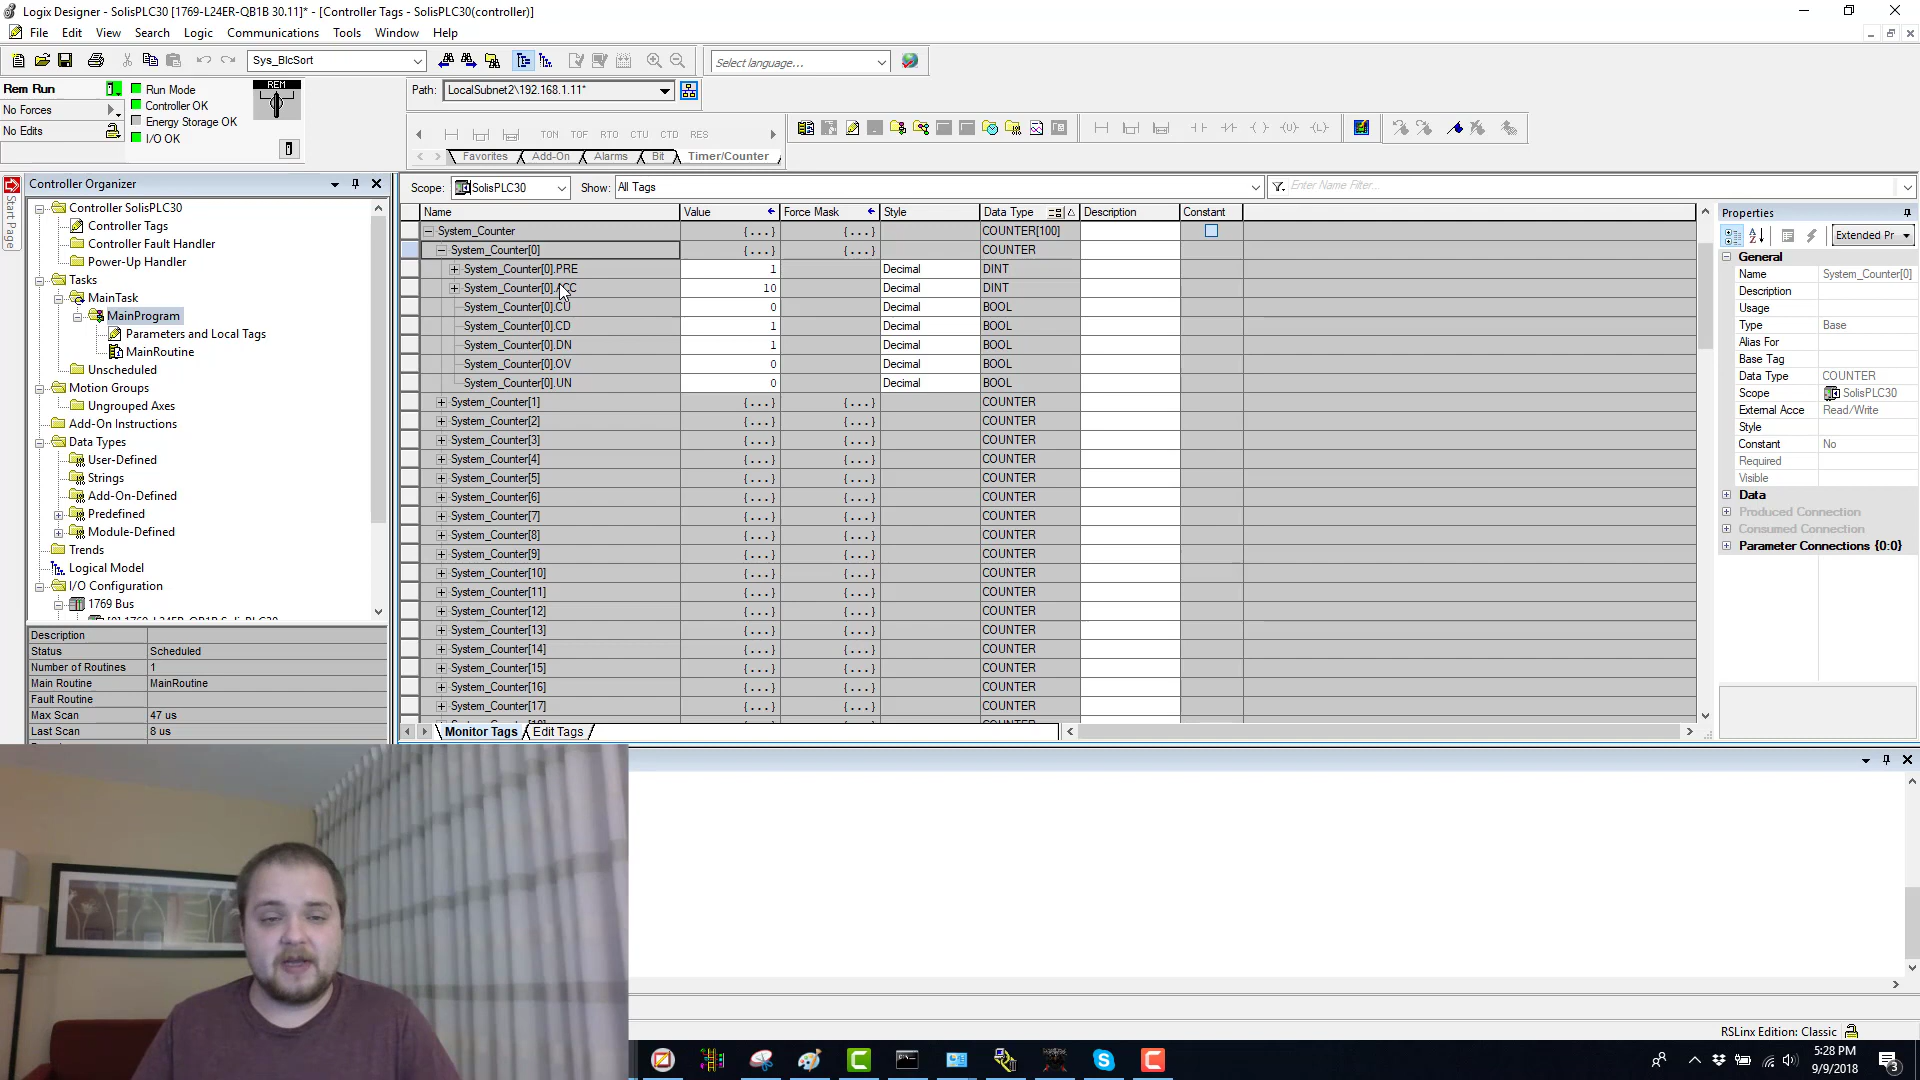 Logix Designer - SolisPLC30 [1769-L24ER-QB1B 30.11]* - [Controller Tags - SolisPLC30(controller)]
File Edit View Search Logic Communications Tools Window Help
Sys_BlcSort
Select language...
Rem Run
No Forces
No Edits
Run Mode
Controller OK
Energy Storage OK
I/O OK
REM
Path: LocalSubnet2\192.168.1.11*
TON TOF RTO CTU CTD RES
Favorites Add-On Alarms Bit Timer/Counter
Start Page
Controller Organizer
Controller SolisPLC30
Controller Tags
Controller Fault Handler
Power-Up Handler
Tasks
MainTask
MainProgram
Parameters and Local Tags
MainRoutine
Unscheduled
Motion Groups
Ungrouped Axes
Add-On Instructions
Data Types
User-Defined
Strings
Add-On-Defined
Predefined
Module-Defined
Trends
Logical Model
I/O Configuration
1769 Bus
[0] 1769-L24ER-QB1B SolisPLC30
Description
Status Scheduled
Number of Routines 1
Main Routine MainRoutine
Fault Routine
Max Scan 47 us
Last Scan 8 us
Scope: SolisPLC30 Show: All Tags Enter Name Filter...
Name Value Force Mask Style Data Type Description Constant
System_Counter {...} {...} COUNTER[100]
System_Counter[0] {...} {...} COUNTER
System_Counter[0].PRE 1 Decimal DINT
System_Counter[0].ACC 10 Decimal DINT
System_Counter[0].CU 0 Decimal BOOL
System_Counter[0].CD 1 Decimal BOOL
System_Counter[0].DN 1 Decimal BOOL
System_Counter[0].OV 0 Decimal BOOL
System_Counter[0].UN 0 Decimal BOOL
System_Counter[1] {...} {...} COUNTER
System_Counter[2] {...} {...} COUNTER
System_Counter[3] {...} {...} COUNTER
System_Counter[4] {...} {...} COUNTER
System_Counter[5] {...} {...} COUNTER
System_Counter[6] {...} {...} COUNTER
System_Counter[7] {...} {...} COUNTER
System_Counter[8] {...} {...} COUNTER
System_Counter[9] {...} {...} COUNTER
System_Counter[10] {...} {...} COUNTER
System_Counter[11] {...} {...} COUNTER
System_Counter[12] {...} {...} COUNTER
System_Counter[13] {...} {...} COUNTER
System_Counter[14] {...} {...} COUNTER
System_Counter[15] {...} {...} COUNTER
System_Counter[16] {...} {...} COUNTER
System_Counter[17] {...} {...} COUNTER
Monitor Tags Edit Tags
Properties
Extended Pr
General
Name System_Counter[0]
Description
Usage
Type Base
Alias For
Base Tag
Data Type COUNTER
Scope SolisPLC30
External Acce Read/Write
Style
Constant No
Required
Visible
Data
Produced Connection
Consumed Connection
Parameter Connections {0:0}
RSLinx Edition: Classic
5:28 PM
9/9/2018
3